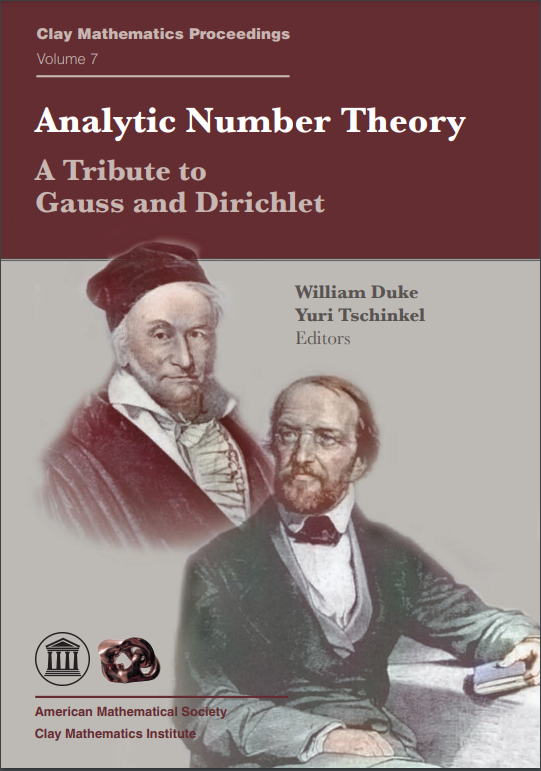 Clay Mathematics Proceedings
Volume 7
Analytic Number Theory
A Tribute to
Gauss and Dirichlet
William Duke
Yuri Tschinkel
Editors
American Mathematical Society
Clay Mathematics Institute